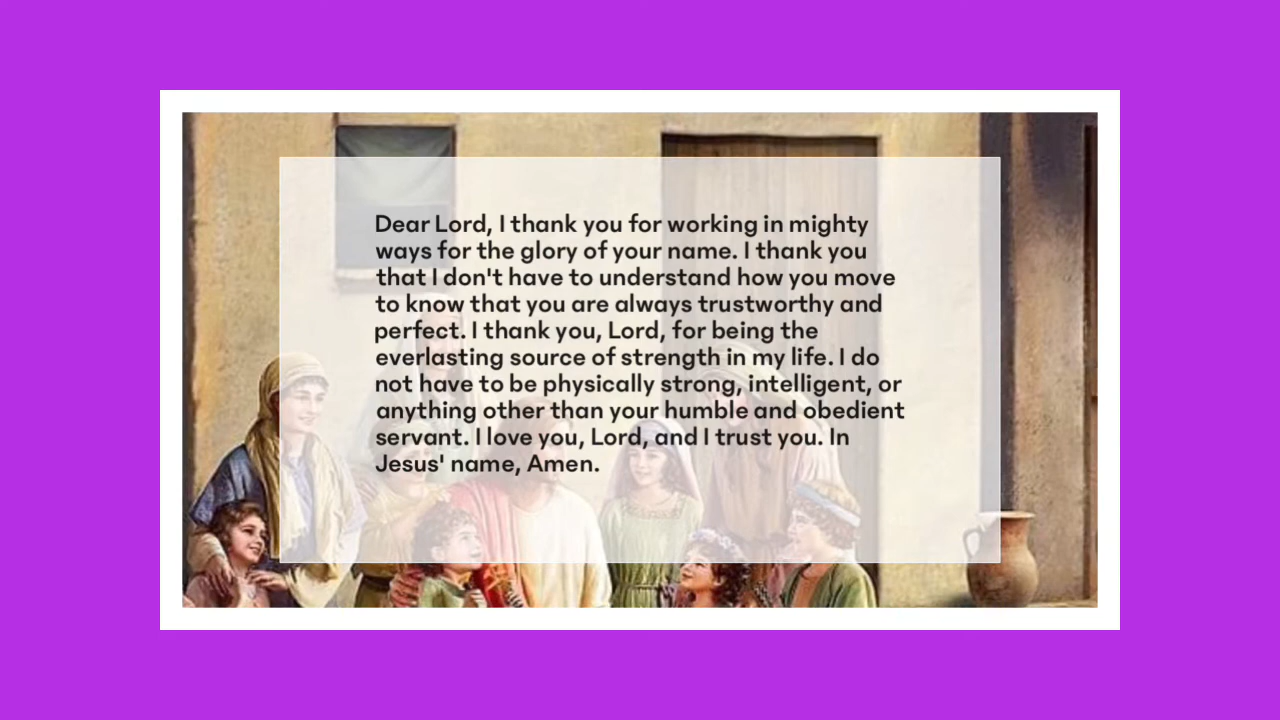 Dear Lord, I thank you for working in mighty
ways for the glory of your name. I thank you
that I don't have to understand how you move
to know that you are always trustworthy and
perfect. I thank you, Lord, for being the
everlasting source of strength in my life. I do
not have to be physically strong, intelligent, or
anything other than your humble and obedient
servant. I love you, Lord, and I trust you. In
Jesus' name, Amen.